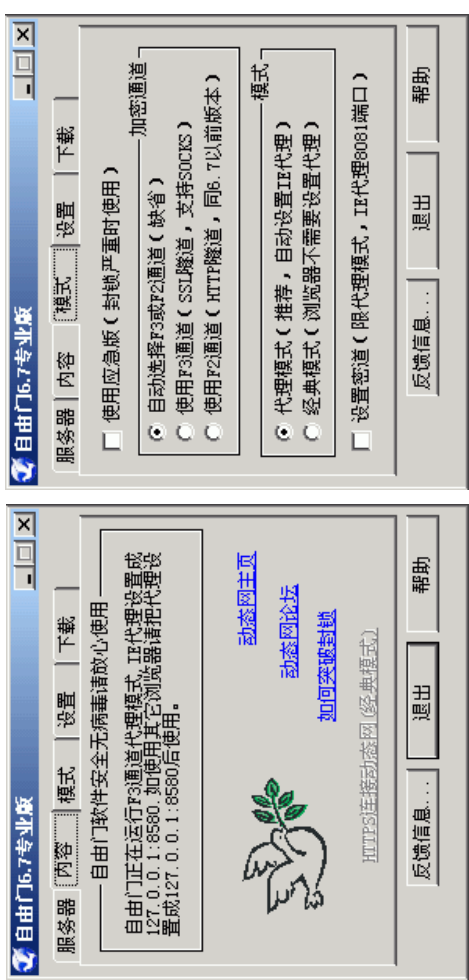 自由门6.7专业版
服务器 内容 模式 设置 下载
自由门软件安全无病毒请放心使用
自由门正在运行F3通道代理模式,IE代理设置成
127.0.0.1:8580.如使用其它浏览器请把代理设
置成127.0.0.1:8580后使用。
动态网主页
动态网论坛
如何突破封锁
HTTPS连接动态网(经典模式)
反馈信息... 退出 帮助
自由门6.7专业版
服务器 内容 模式 设置 下载
使用应急版(封锁严重时使用)
加密通道
自动选择F3或F2通道(缺省)
使用F3通道(SSL隧道,支持SOCKS)
使用F2通道(HTTP隧道,同6.7以前版本)
模式
代理模式(推荐,自动设置IE代理)
经典模式(浏览器不需要设置代理)
设置密道(限代理模式,IE代理8081端口)
反馈信息... 退出 帮助